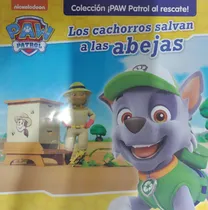 nickelodeon
Colección ¡PAW Patrol al rescate!
PAW
PATROL
Los cachorros salvan
a las abejas